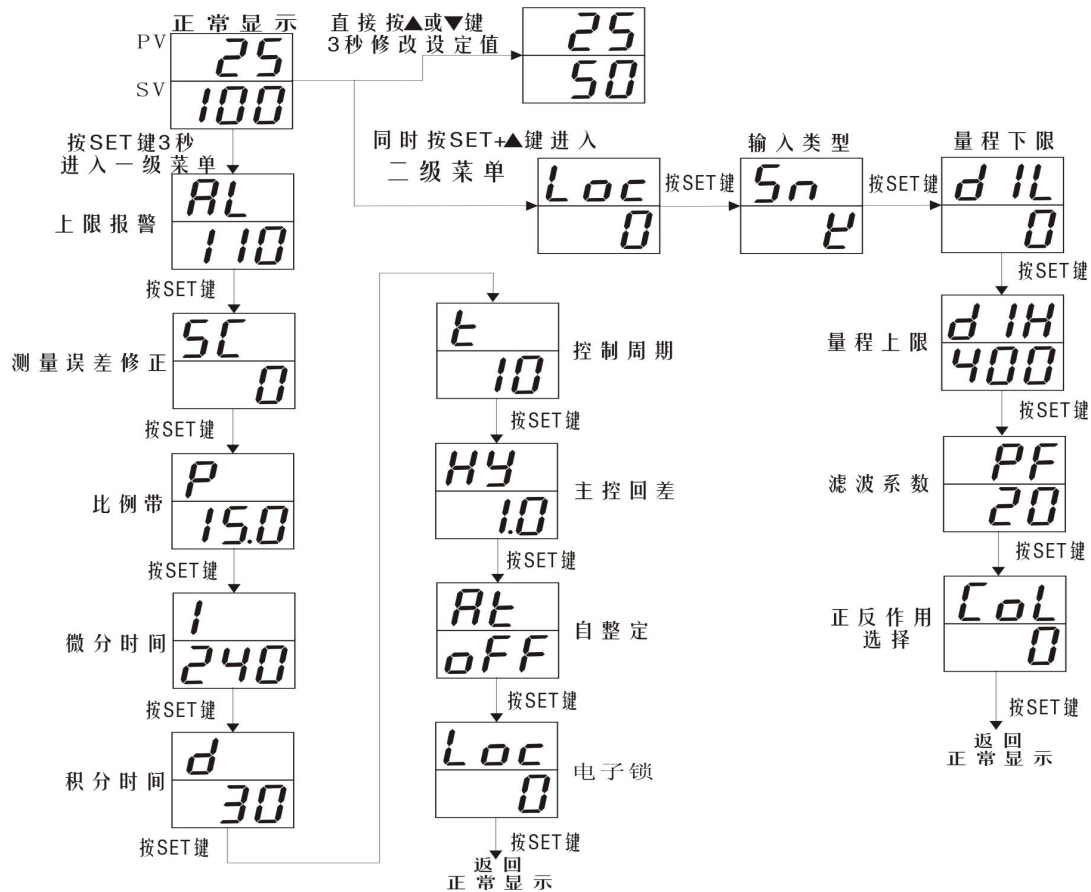 正常显示
PV
25
SV
100
直接按▲或▼键
3秒修改设定值
25
50
按SET键3秒
进入一级菜单
同时按SET+▲键进入
二级菜单
Loc
0
按SET键
输入类型
Sn
K
按SET键
量程下限
dIL
0
按SET键
量程上限
dIH
400
按SET键
滤波系数
PF
20
按SET键
正反作用
选择
CoL
0
按SET键
返回
正常显示
上限报警
AL
110
按SET键
测量误差修正
SC
0
按SET键
比例带
P
15.0
按SET键
微分时间
I
240
按SET键
积分时间
d
30
按SET键
t
10
控制周期
按SET键
HY
1.0
主控回差
按SET键
At
oFF
自整定
按SET键
Loc
0
电子锁
按SET键
返回
正常显示